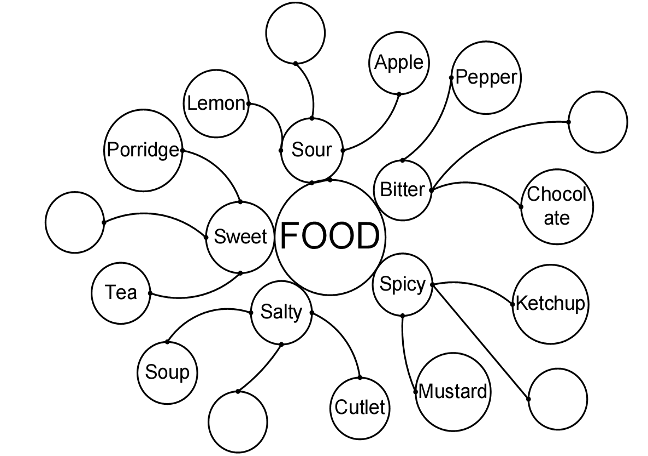 Apple
Pepper
Lemon
Porridge
Sour
Bitter
Chocol
ate
Sweet
FOOD
Tea
Salty
Spicy
Ketchup
Soup
Cutlet
Mustard